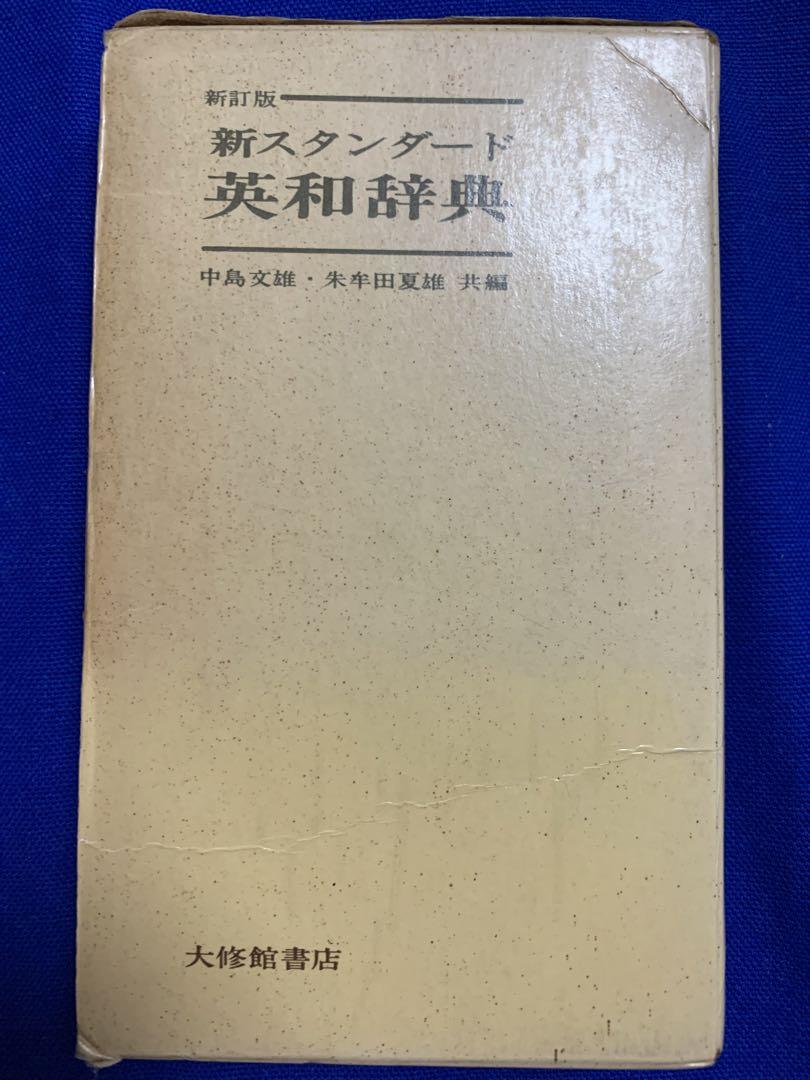 新訂版
新スタンダード
英和辞典
中島文雄・朱牟田夏雄 共編
大修館書店